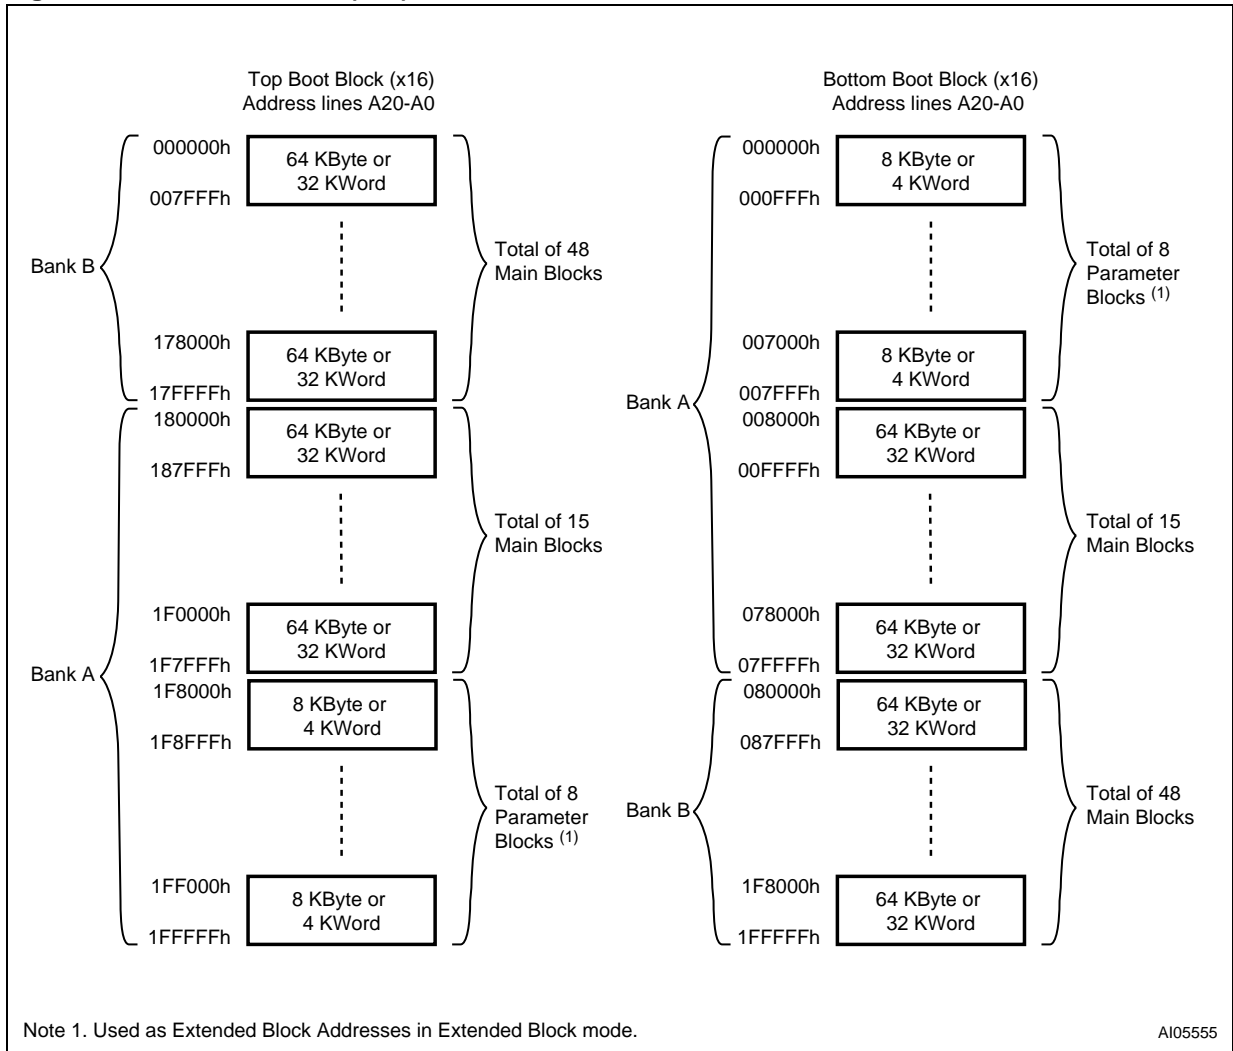 Top Boot Block (x16)
Address lines A20-A0
000000h
64 KByte or
32 KWord
007FFFh
Bank B
Total of 48
Main Blocks
178000h
64 KByte or
32 KWord
17FFFFh
180000h
64 KByte or
32 KWord
187FFFh
Total of 15
Main Blocks
1F0000h
64 KByte or
32 KWord
1F7FFFh
Bank A
1F8000h
8 KByte or
4 KWord
1F8FFFh
Total of 8
Parameter
Blocks (1)
1FF000h
8 KByte or
4 KWord
1FFFFFh
Bottom Boot Block (x16)
Address lines A20-A0
000000h
8 KByte or
4 KWord
000FFFh
Total of 8
Parameter
Blocks (1)
007000h
8 KByte or
4 KWord
007FFFh
Bank A
008000h
64 KByte or
32 KWord
00FFFFh
Total of 15
Main Blocks
078000h
64 KByte or
32 KWord
07FFFFh
080000h
64 KByte or
32 KWord
087FFFh
Bank B
Total of 48
Main Blocks
1F8000h
64 KByte or
32 KWord
1FFFFFh
Note 1. Used as Extended Block Addresses in Extended Block mode.
AI05555